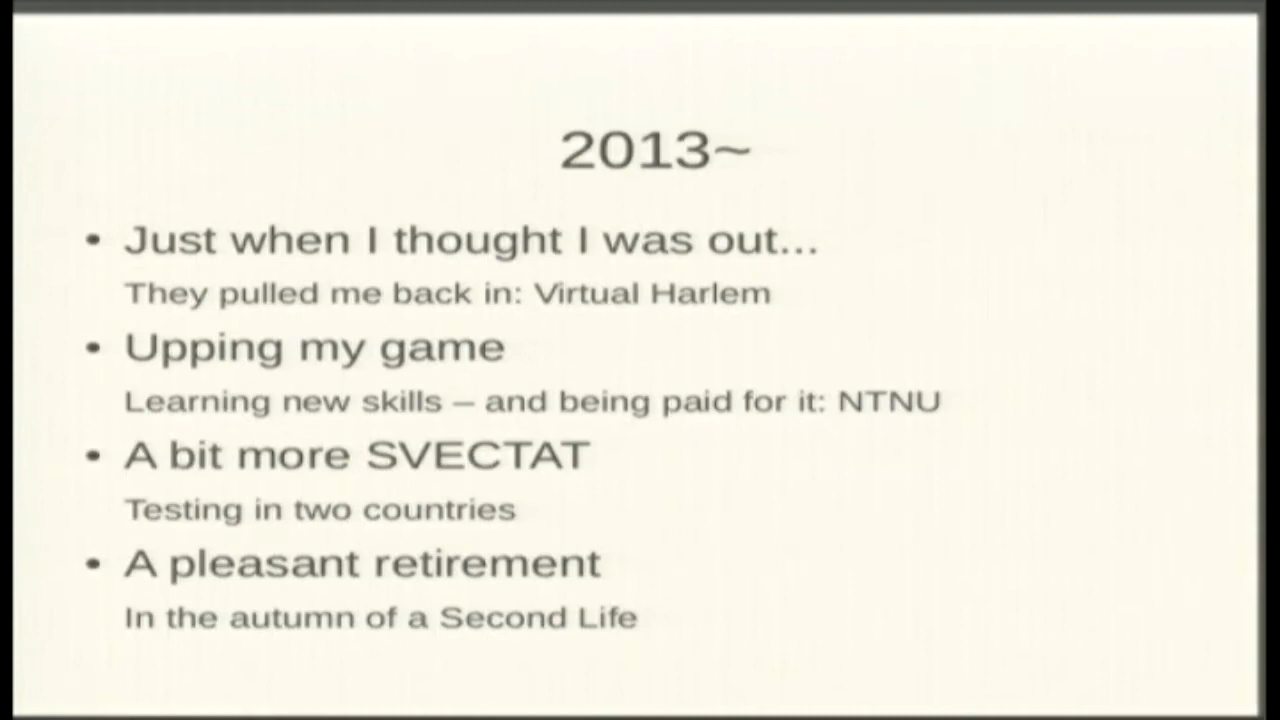 2013~
• Just when I thought I was out...
They pulled me back in: Virtual Harlem
• Upping my game
Learning new skills – and being paid for it: NTNU
• A bit more SVECTAT
Testing in two countries
• A pleasant retirement
In the autumn of a Second Life